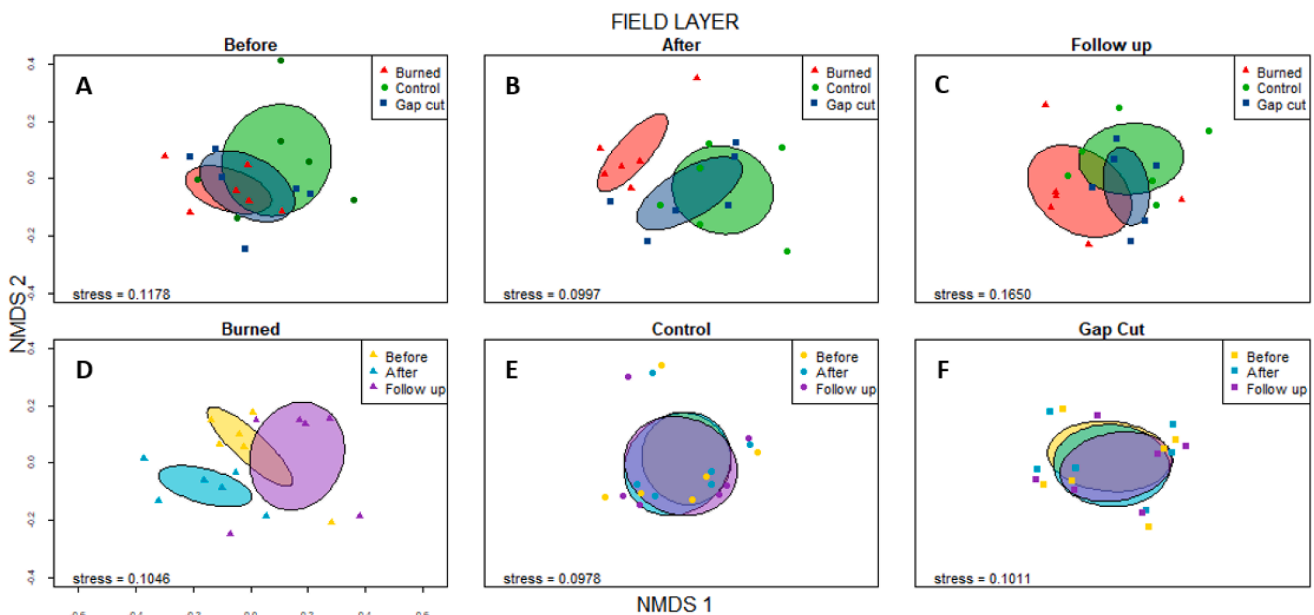 FIELD LAYER
Before
After
Follow up
A
Burned
Control
Gap cut
B
Burned
Control
Gap cut
C
Burned
Control
Gap cut
0.4
0.2
0.0
-0.2
-0.4
stress = 0.1178
stress = 0.0997
stress = 0.1650
NMDS 2
Burned
Control
Gap Cut
D
Before
After
Follow up
E
Before
After
Follow up
F
Before
After
Follow up
0.4
0.2
0.0
-0.2
-0.4
stress = 0.1046
stress = 0.0978
stress = 0.1011
NMDS 1